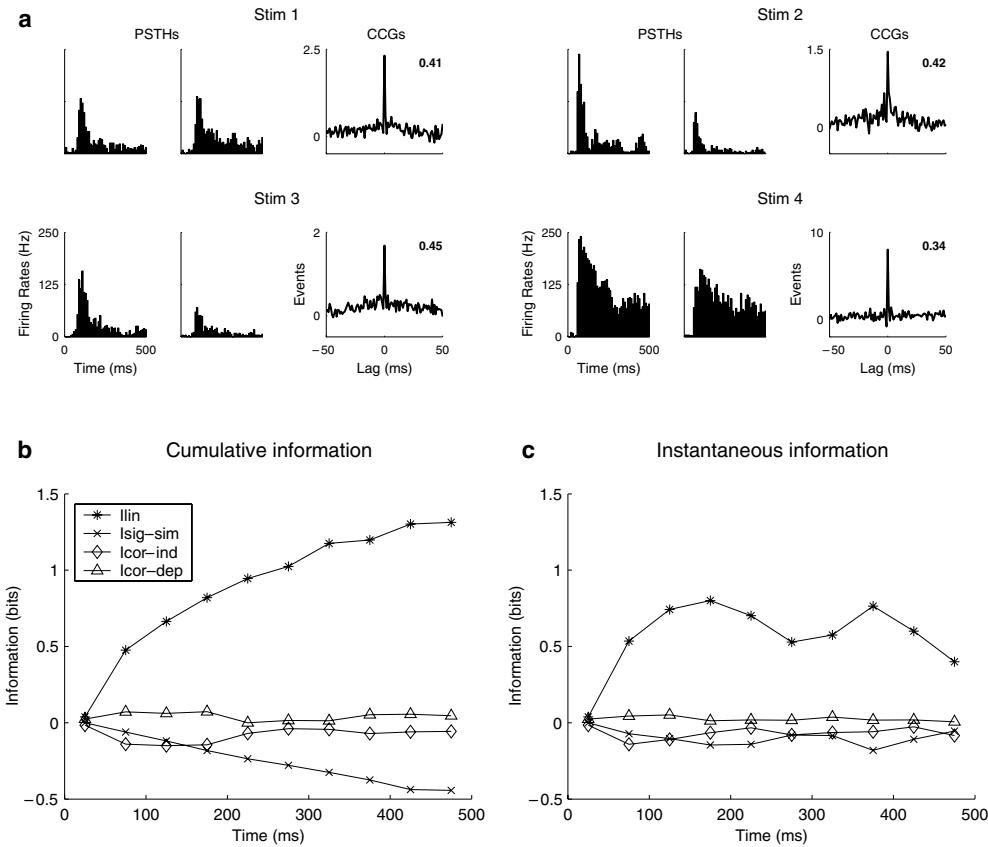 a
Stim 1
PSTHs
CCGs
2.5
0
0.41
Stim 2
PSTHs
CCGs
1.5
0
0.42
Stim 3
Firing Rates (Hz)
250
125
0
0
500
Time (ms)
Events
2
0
0.45
−50
0
50
Lag (ms)
Stim 4
Firing Rates (Hz)
250
125
0
0
500
Time (ms)
Events
10
0
0.34
−50
0
50
Lag (ms)
b
Cumulative information
Information (bits)
1.5
1
0.5
0
−0.5
Ilin
Isig−sim
Icor−ind
Icor−dep
0
100
200
300
400
500
Time (ms)
c
Instantaneous information
Information (bits)
1.5
1
0.5
0
−0.5
0
100
200
300
400
500
Time (ms)